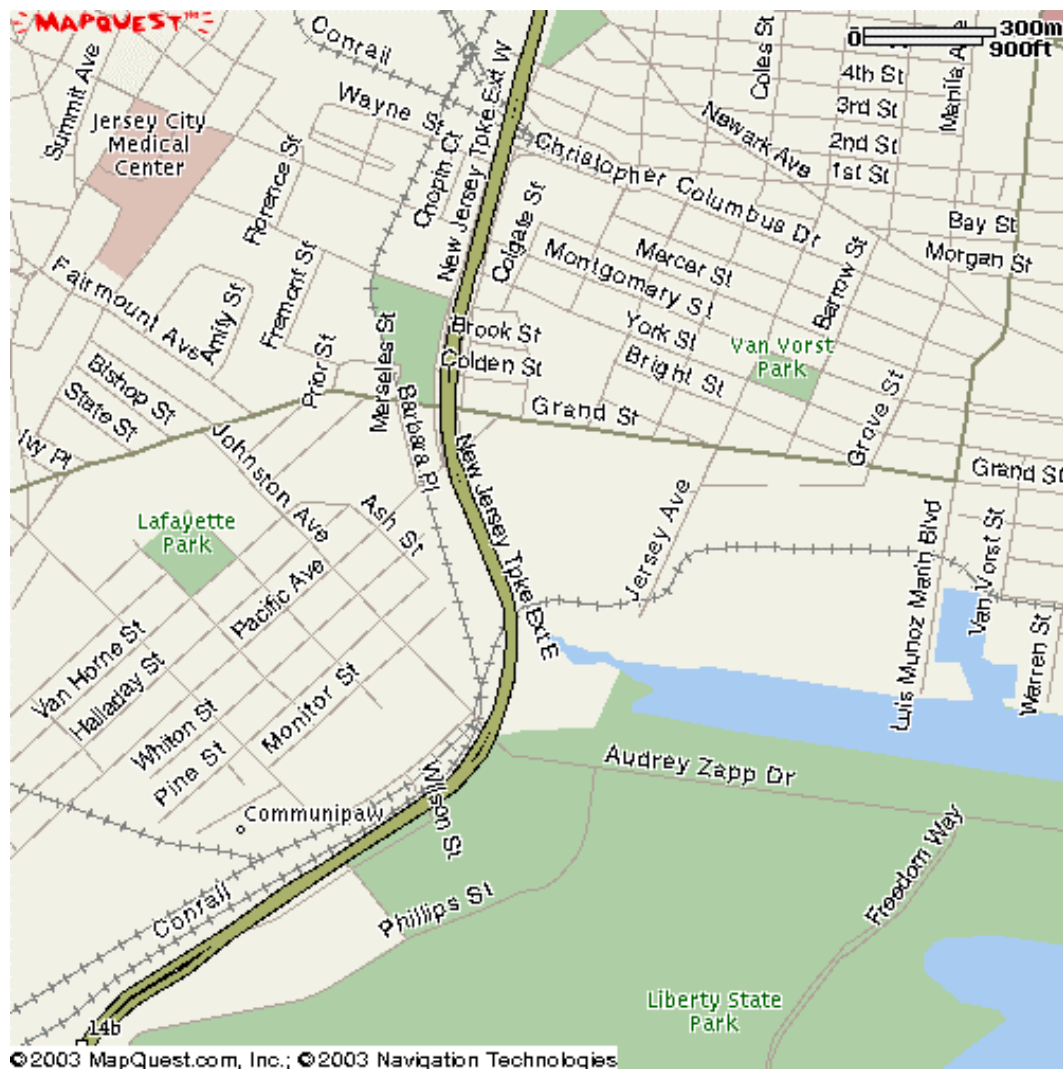 MAPQUEST
TM
0
300m
900ft
Conrail
Summit Ave
Wayne St
New Jersey Tpke Ext W
Coles St
4th St
3rd St
Manila A
Newark Ave
2nd St
1st St
Jersey City
Medical
Center
Florence St
Chopin Ct
Christopher Columbus Dr
Colgate St
Bay St
Morgan St
Mercer St
Montgomary St
Barrow St
Fairmount Ave
Amity St
Fremont St
Prior St
Merseles St
Brook St
Colden St
York St
Bright St
Van Vorst
Park
Bishop St
State St
Ivy Pl
Barbara Pl
Grand St
Grove St
Johnston Ave
New Jersey Tpke Ext E
Grand St
Ash St
Lafayette
Park
Jersey Ave
Luis Munoz Marin Blvd
Van Vorst St
Pacific Ave
Warren St
Van Horne St
Halladay St
Whiton St
Monitor St
Pine St
Audrey Zapp Dr
Communipaw
Wilson St
Freedom Way
Conrail
Phillips St
Liberty State
Park
14b
©2003 MapQuest.com, Inc.; ©2003 Navigation Technologies